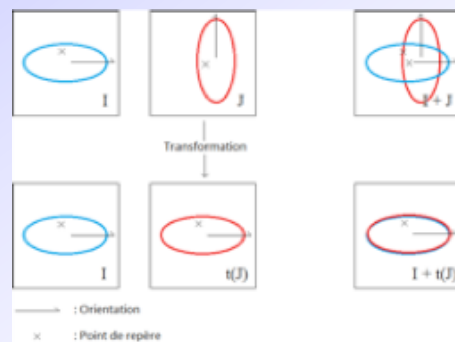 I
J
I + J
Transformation
I
t(J)
I + t(J)
: Orientation
: Point de repère